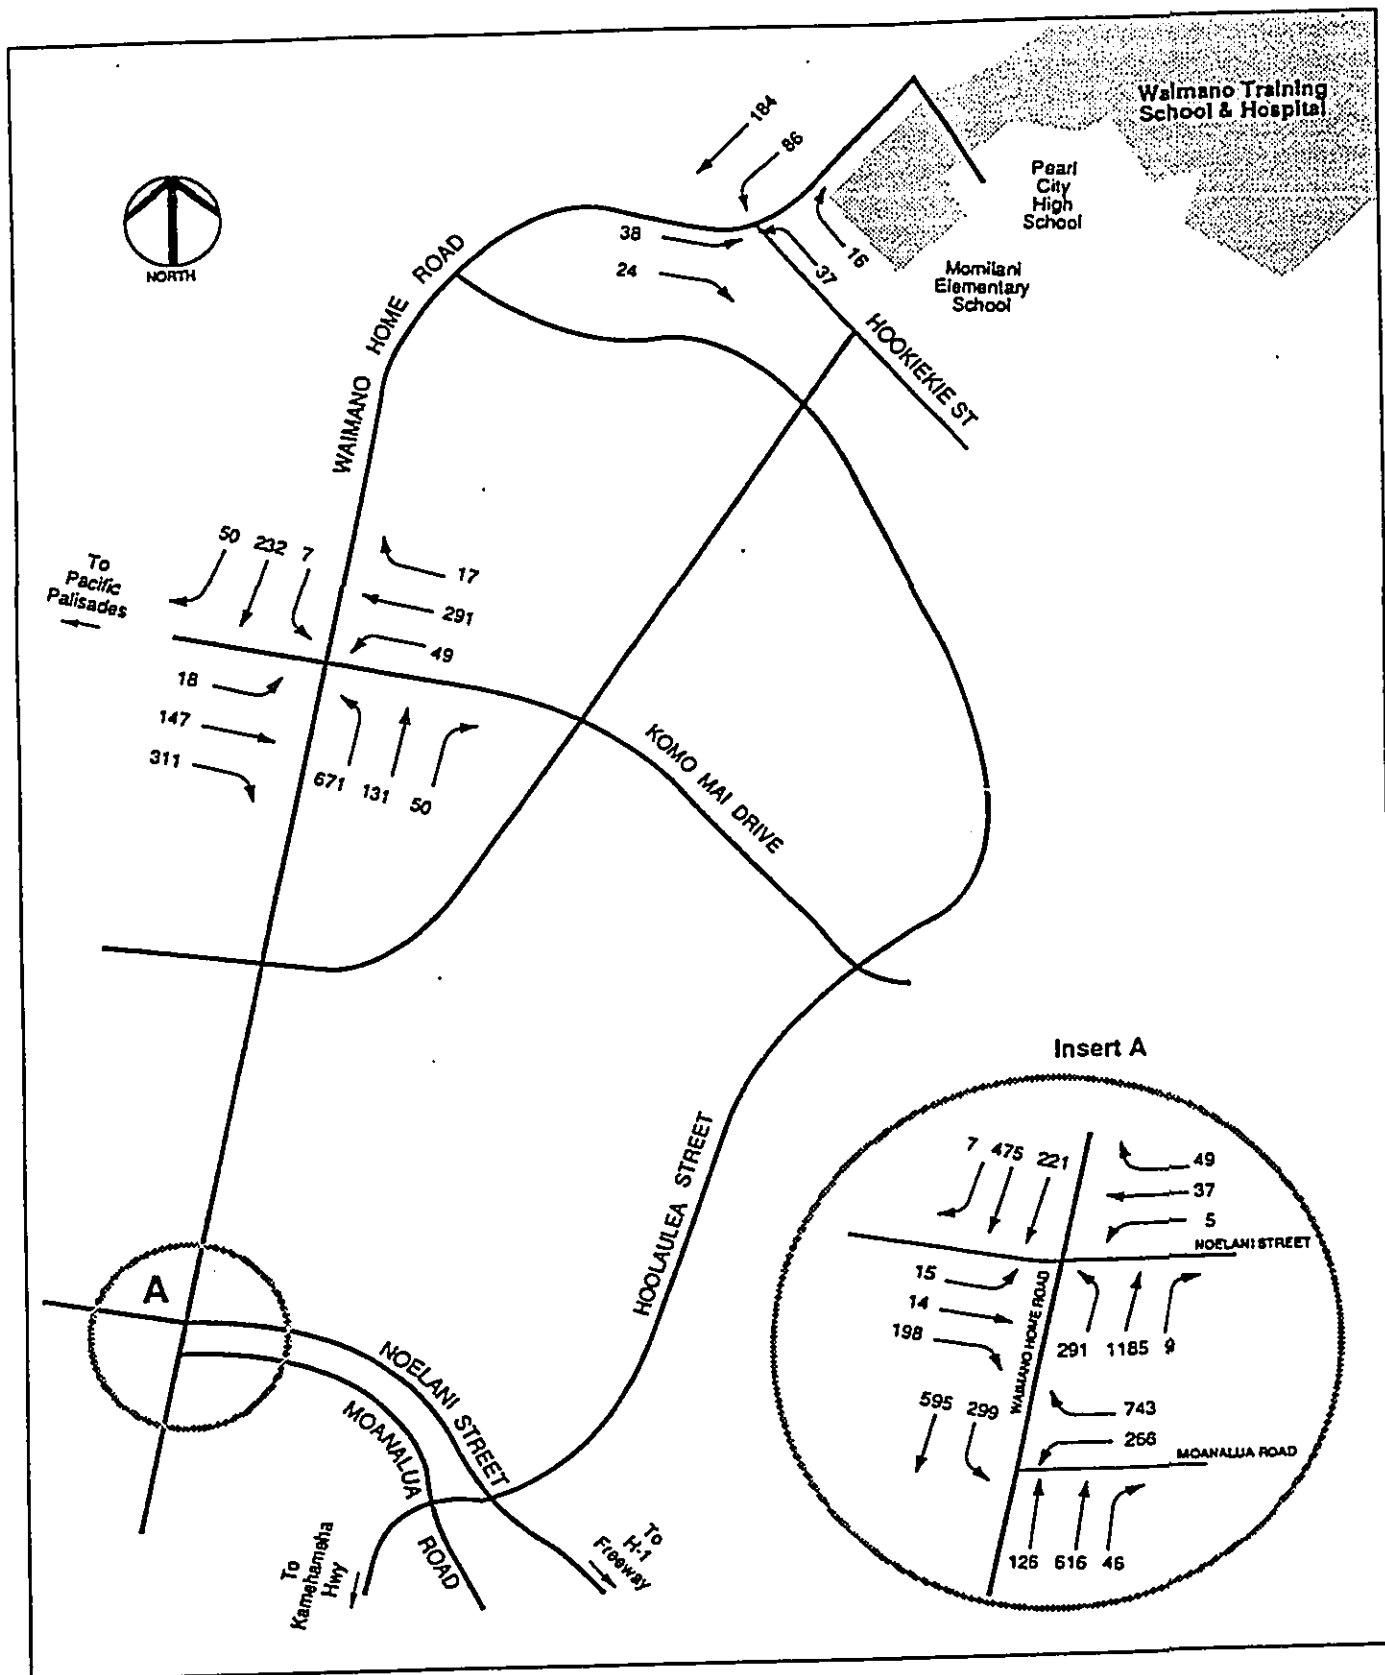 Waimano Training
School & Hospital
184
86
Pearl
City
High
School
NORTH
38
24
37
16
Momilani
Elementary
School
WAIMANO HOME ROAD
HOOKIEKIE ST
50 232 7
To
Pacific
Palisades
17
291
49
18
147
311
671 131 50
KOMO MAI DRIVE
Insert A
HOOLAULEA STREET
7 475 221
49
37
5
NOELANI STREET
15
14
198
WAIMANO HOME ROAD
291 1185 9
A
595 299
743
266
MOANALUA ROAD
126 616 46
NOELANI STREET
MOANALUA ROAD
To
Kamehameha
Hwy
To
H-1
Freeway